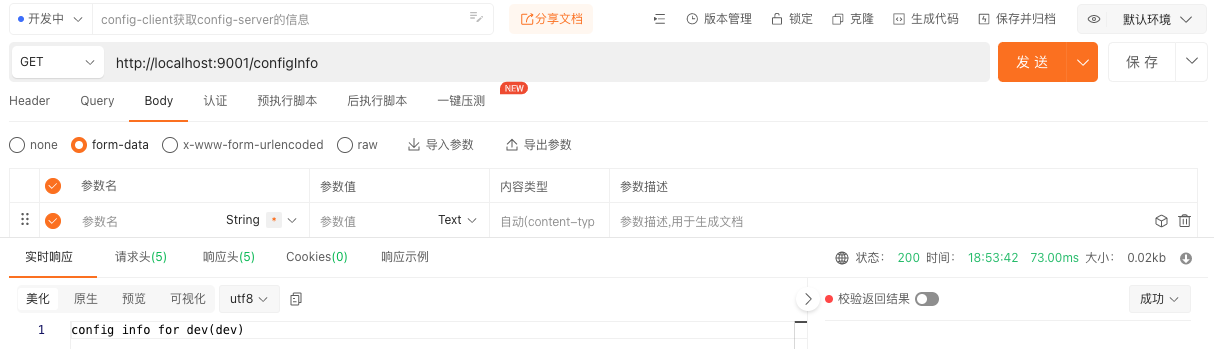 开发中 config-client获取config-server的信息 分享文档 版本管理 锁定 克隆 生成代码 保存并归档 默认环境
GET http://localhost:9001/configInfo 发 送 保 存
NEW
Header Query Body 认证 预执行脚本 后执行脚本 一键压测
none form-data x-www-form-urlencoded raw 导入参数 导出参数
参数名 参数值 内容类型 参数描述
参数名 String * 参数值 Text 自动(content-typ 参数描述,用于生成文档
实时响应 请求头(5) 响应头(5) Cookies(0) 响应示例 状态: 200 时间: 18:53:42 73.00ms 大小: 0.02kb
美化 原生 预览 可视化 utf8 校验返回结果 成功
1 config info for dev(dev)